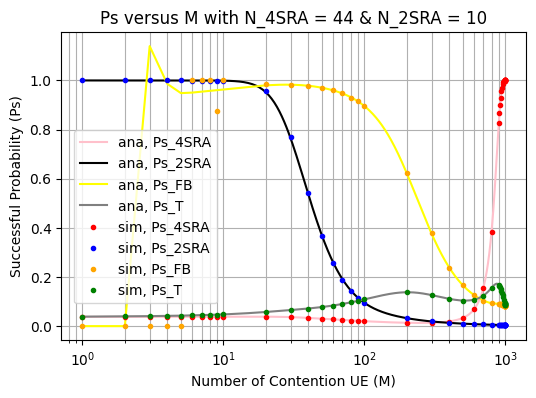 Ps versus M with N_4SRA = 44 & N_2SRA = 10
Successful Probability (Ps)
1.0
0.8
0.6
0.4
0.2
0.0
ana, Ps_4SRA
ana, Ps_2SRA
ana, Ps_FB
ana, Ps_T
sim, Ps_4SRA
sim, Ps_2SRA
sim, Ps_FB
sim, Ps_T
10⁰ 10¹ 10² 10³
Number of Contention UE (M)